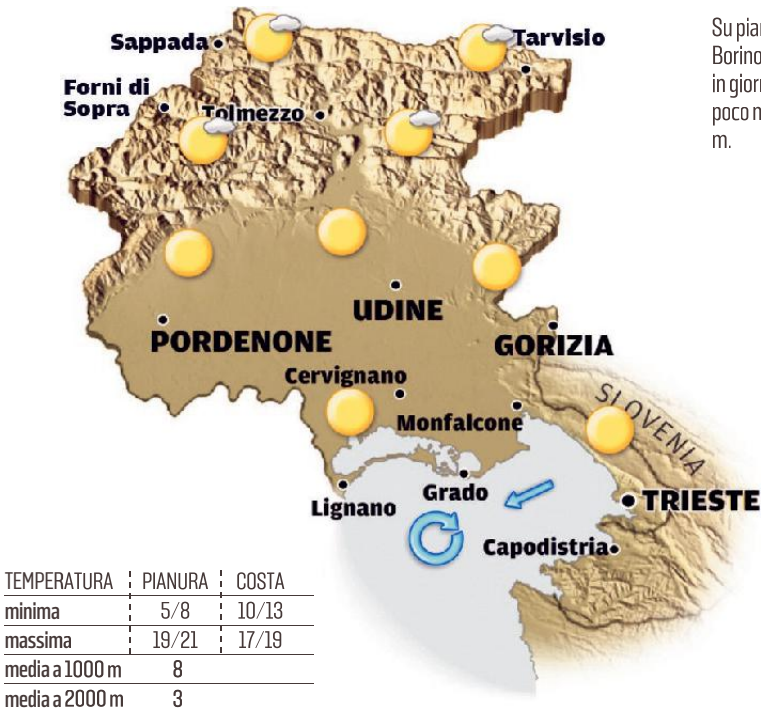 Su pian
Borino
in giorn
poco n
m.
Sappada
Tarvisio
Forni di
Sopra
Tolmezzo
UDINE
PORDENONE
GORIZIA
Cervignano
SLOVENIA
Monfalcone
Lignano
Grado
TRIESTE
Capodistria
TEMPERATURA PIANURA COSTA
minima 5/8 10/13
massima 19/21 17/19
media a 1000 m 8
media a 2000 m 3